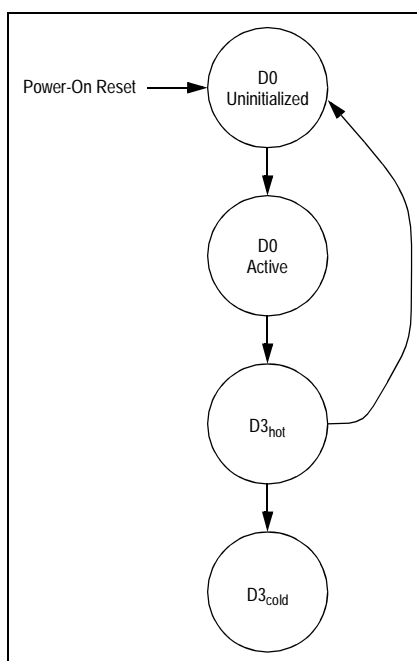 D0
Power-On Reset
Uninitialized
D0
Active
D3hot
D3cold